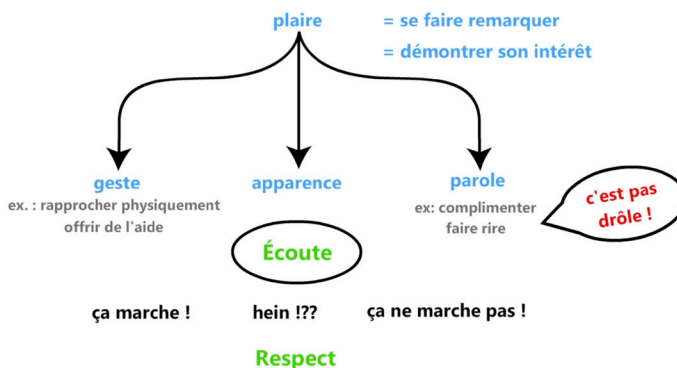 plaire
= se faire remarquer
= démontrer son intérêt
geste
ex. : rapprocher physiquement
offrir de l'aide
apparence
parole
ex: complimenter
faire rire
c'est pas
drôle !
Écoute
ça marche !
hein !??
ça ne marche pas !
Respect